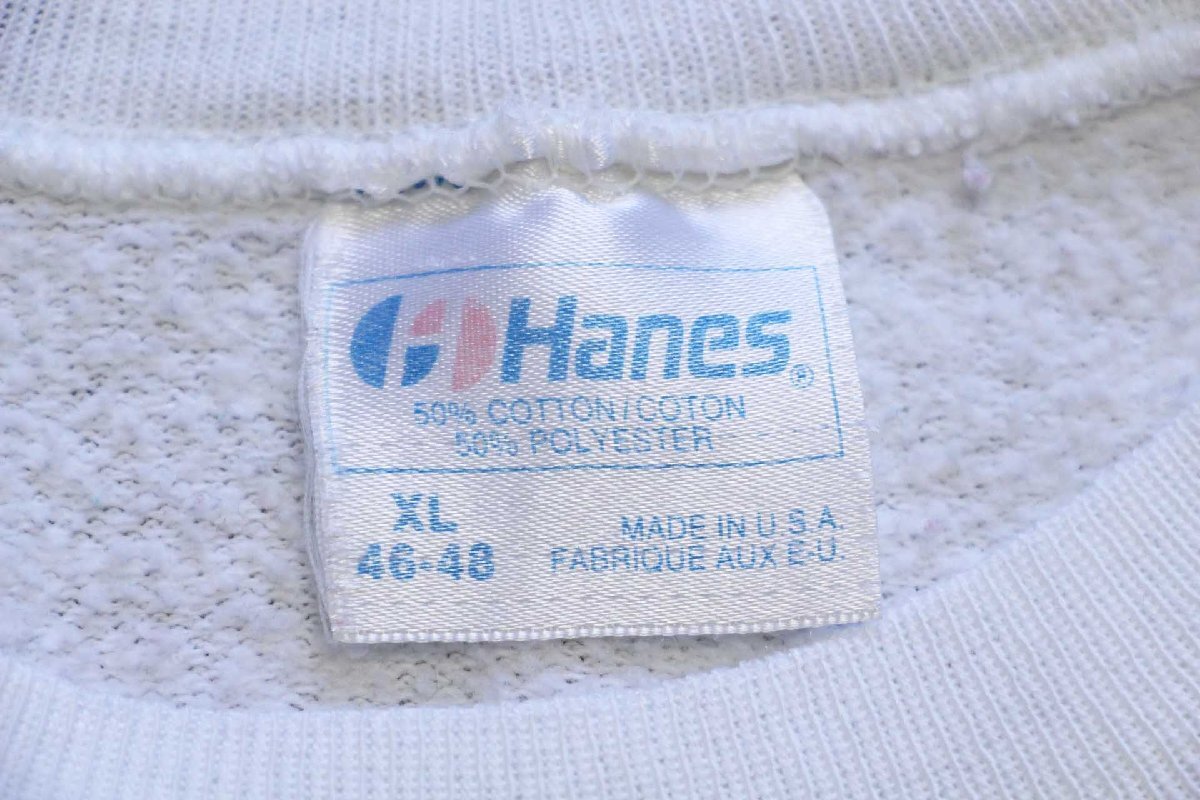 Hanes®
50% COTTON/COTON
50% POLYESTER
XL
46-48
MADE IN U.S.A.
FABRIQUE AUX E-U.